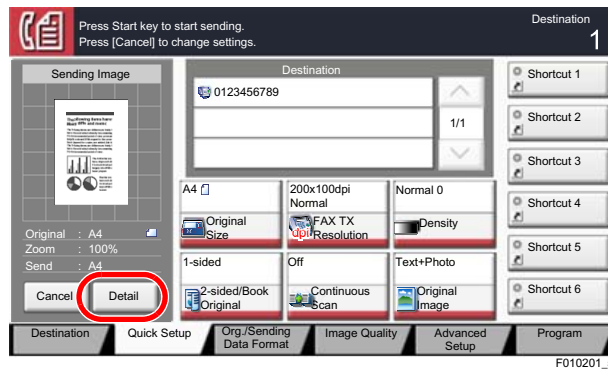 Press Start key to start sending.
Press [Cancel] to change settings.
Destination
1
Sending Image
Original : A4
Zoom : 100%
Send : A4
Cancel
Detail
Destination
0123456789
1/1
A4
Original
Size
200x100dpi
Normal
dpi
FAX TX
Resolution
Normal 0
Density
1-sided
2-sided/Book
Original
Off
Continuous
Scan
Text+Photo
Original
Image
Shortcut 1
Shortcut 2
Shortcut 3
Shortcut 4
Shortcut 5
Shortcut 6
Destination
Quick Setup
Org./Sending
Data Format
Image Quality
Advanced
Setup
Program
F010201_